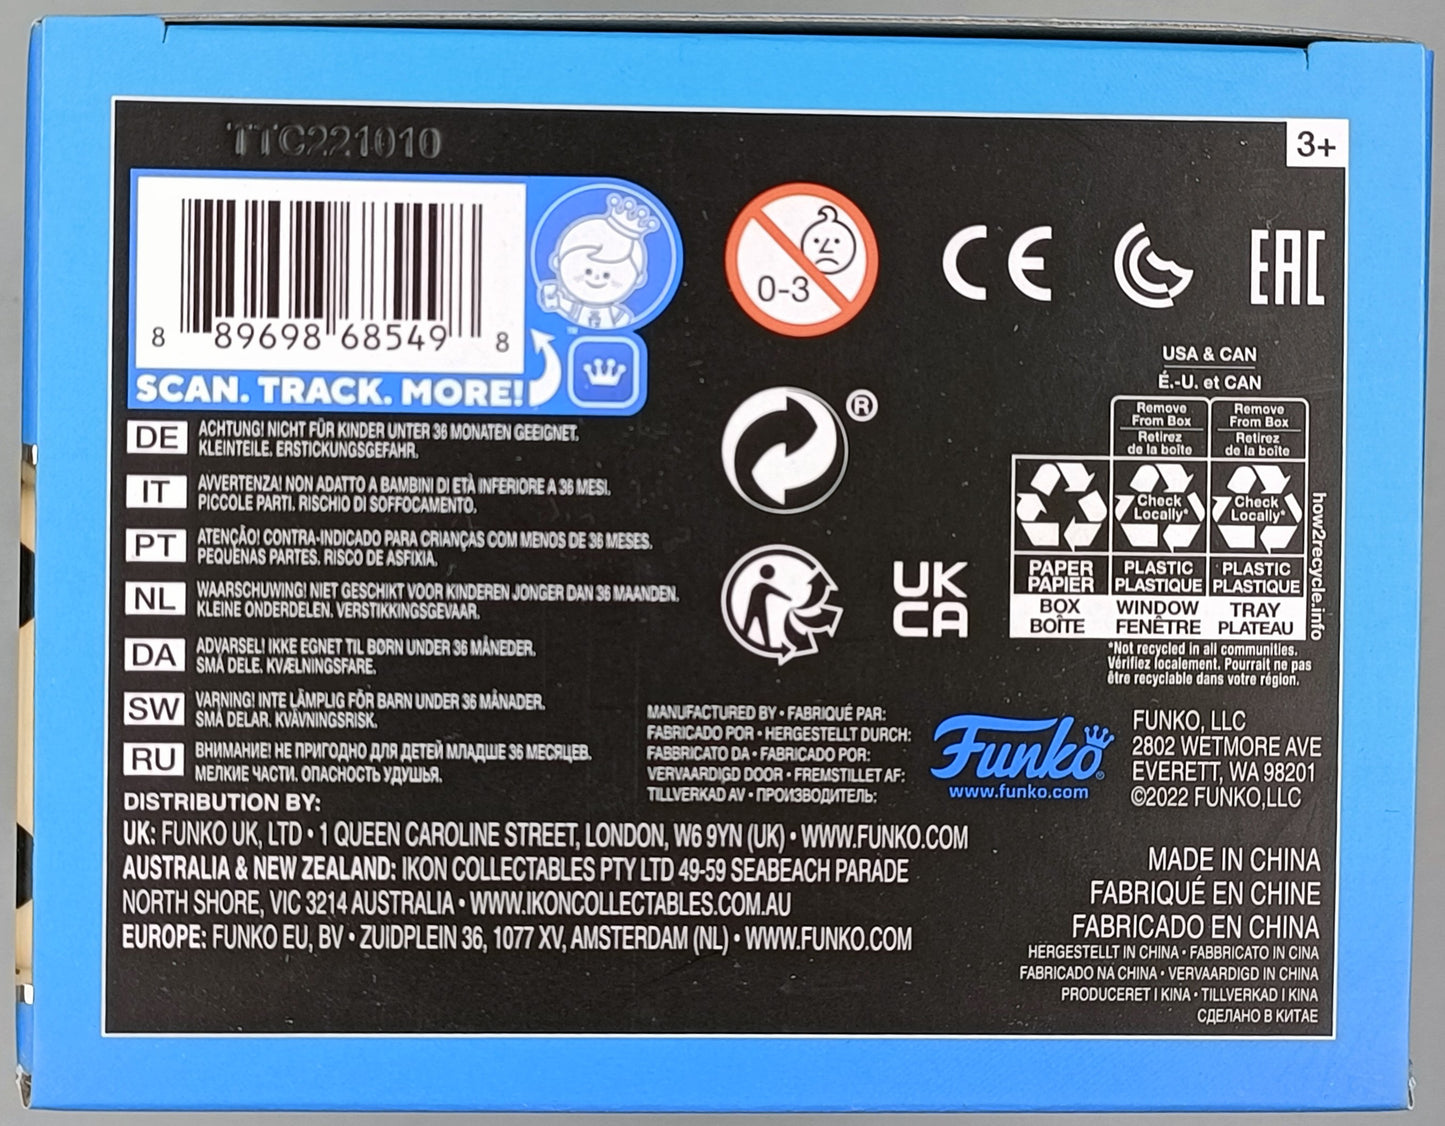 TTC221010
3+
8 89698 68549 8
SCAN. TRACK. MORE!
™
0-3
CE
EAC
®
UK
CA
USA & CAN
É.-U. et CAN
Remove
From Box
Retirez
de la boîte
Remove
From Box
Retirez
de la boîte
Check
Locally*
Check
Locally*
PAPER
PAPIER
PLASTIC
PLASTIQUE
PLASTIC
PLASTIQUE
BOX
BOÎTE
WINDOW
FENÊTRE
TRAY
PLATEAU
how2recycle.info
*Not recycled in all communities.
Vérifiez localement. Pourrait ne pas
être recyclable dans votre région.
DE
ACHTUNG! NICHT FÜR KINDER UNTER 36 MONATEN GEEIGNET.
KLEINTEILE. ERSTICKUNGSGEFAHR.
IT
AVVERTENZA! NON ADATTO A BAMBINI DI ETÀ INFERIORE A 36 MESI.
PICCOLE PARTI. RISCHIO DI SOFFOCAMENTO.
PT
ATENÇÃO! CONTRA-INDICADO PARA CRIANÇAS COM MENOS DE 36 MESES.
PEQUENAS PARTES. RISCO DE ASFIXIA.
NL
WAARSCHUWING! NIET GESCHIKT VOOR KINDEREN JONGER DAN 36 MAANDEN.
KLEINE ONDERDELEN. VERSTIKKINGSGEVAAR.
DA
ADVARSEL! IKKE EGNET TIL BØRN UNDER 36 MÅNEDER.
SMÅ DELE. KVÆLNINGSFARE.
SW
VARNING! INTE LÄMPLIG FÖR BARN UNDER 36 MÅNADER.
SMÅ DELAR. KVÄVNINGSRISK.
RU
ВНИМАНИЕ! НЕ ПРИГОДНО ДЛЯ ДЕТЕЙ МЛАДШЕ 36 МЕСЯЦЕВ.
МЕЛКИЕ ЧАСТИ. ОПАСНОСТЬ УДУШЬЯ.
MANUFACTURED BY • FABRIQUÉ PAR:
FABRICADO POR • HERGESTELLT DURCH:
FABBRICATO DA • FABRICADO POR:
VERVAARDIGD DOOR • FREMSTILLET AF:
TILLVERKAD AV • ПРОИЗВОДИТЕЛЬ:
Funko®
www.funko.com
FUNKO, LLC
2802 WETMORE AVE
EVERETT, WA 98201
©2022 FUNKO,LLC
DISTRIBUTION BY:
UK: FUNKO UK, LTD • 1 QUEEN CAROLINE STREET, LONDON, W6 9YN (UK) • WWW.FUNKO.COM
AUSTRALIA & NEW ZEALAND: IKON COLLECTABLES PTY LTD 49-59 SEABEACH PARADE
NORTH SHORE, VIC 3214 AUSTRALIA • WWW.IKONCOLLECTABLES.COM.AU
EUROPE: FUNKO EU, BV • ZUIDPLEIN 36, 1077 XV, AMSTERDAM (NL) • WWW.FUNKO.COM
MADE IN CHINA
FABRIQUÉ EN CHINE
FABRICADO EN CHINA
HERGESTELLT IN CHINA • FABBRICATO IN CINA
FABRICADO NA CHINA • VERVAARDIGD IN CHINA
PRODUCERET I KINA • TILLVERKAD I KINA
СДЕЛАНО В КИТАЕ